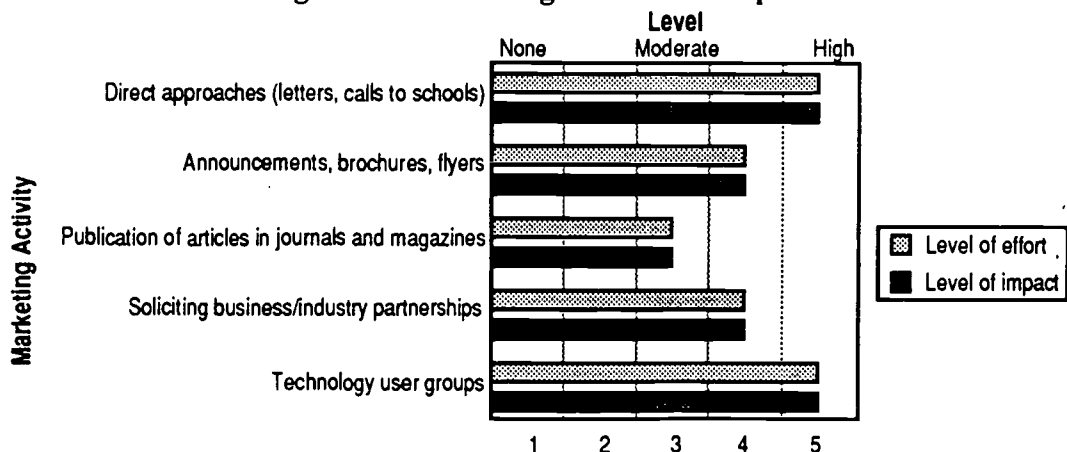 Level
None Moderate High
Direct approaches (letters, calls to schools)
Announcements, brochures, flyers
Publication of articles in journals and magazines
Soliciting business/industry partnerships
Technology user groups
Marketing Activity
1 2 3 4 5
Level of effort
Level of impact